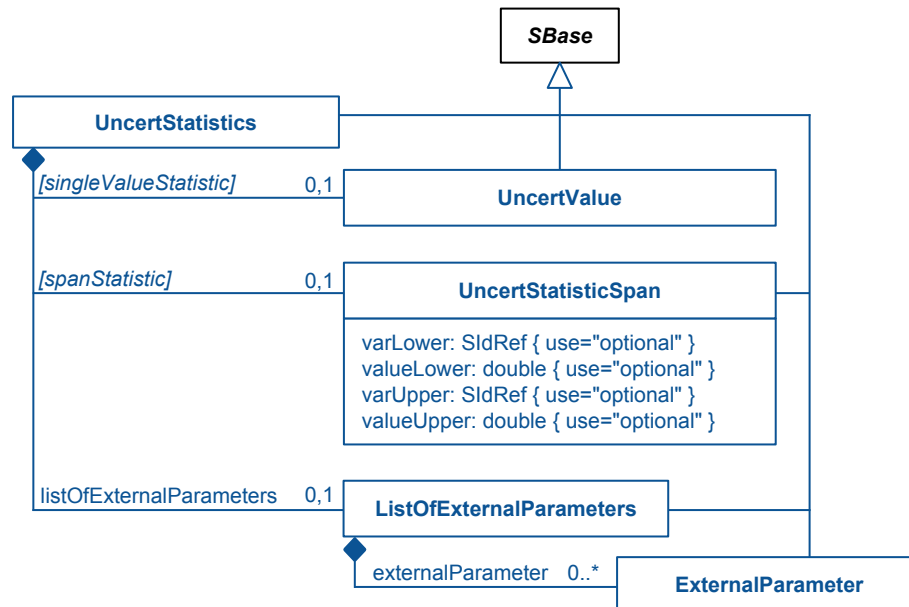 SBase
UncertStatistics
[singleValueStatistic] 0,1
UncertValue
[spanStatistic] 0,1
UncertStatisticSpan
varLower: SIdRef { use="optional" }
valueLower: double { use="optional" }
varUpper: SIdRef { use="optional" }
valueUpper: double { use="optional" }
listOfExternalParameters 0,1
ListOfExternalParameters
externalParameter 0..*
ExternalParameter